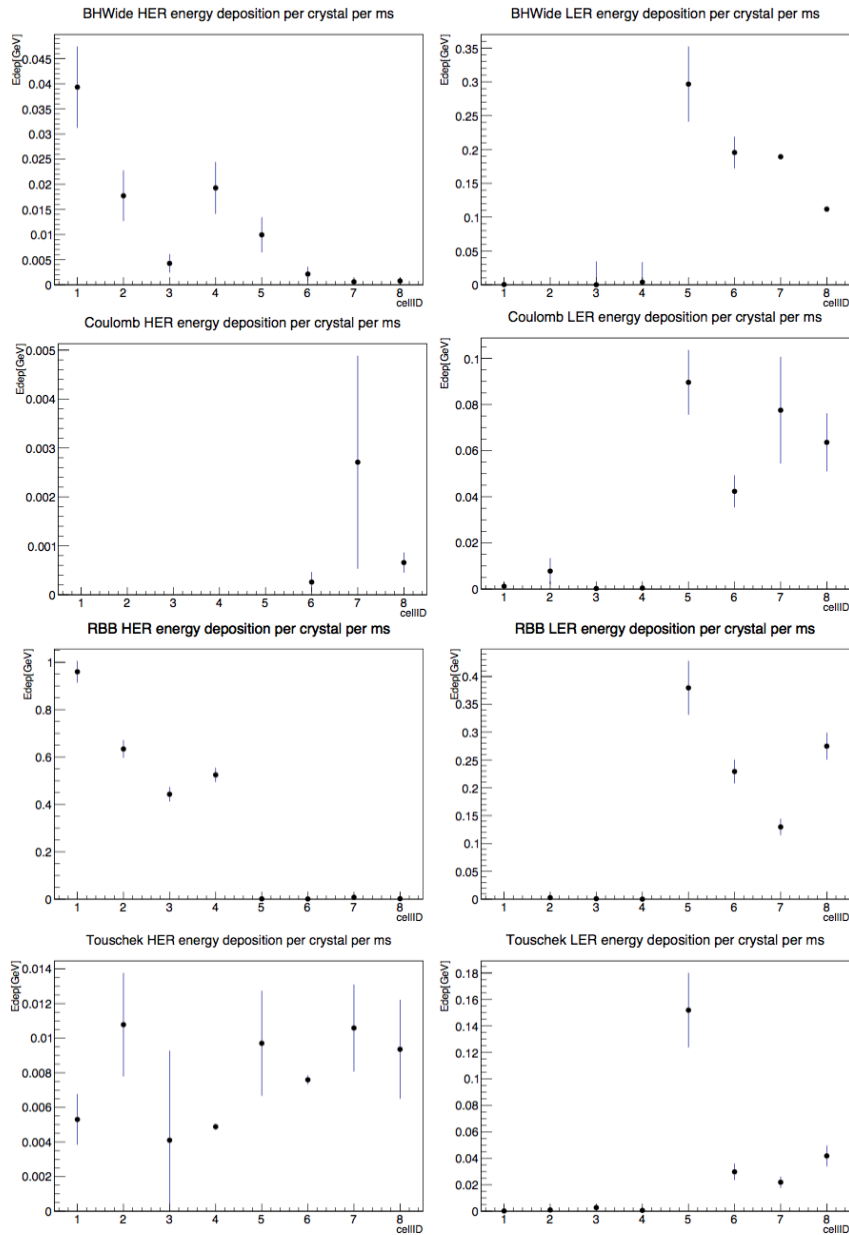 BHWide HER energy deposition per crystal per ms
Edep[GeV]
0.045
0.04
0.035
0.03
0.025
0.02
0.015
0.01
0.005
0
1 2 3 4 5 6 7 8
cellID
BHWide LER energy deposition per crystal per ms
Edep[GeV]
0.35
0.3
0.25
0.2
0.15
0.1
0.05
0
1 2 3 4 5 6 7 8
cellID
Coulomb HER energy deposition per crystal per ms
Edep[GeV]
0.005
0.004
0.003
0.002
0.001
0
1 2 3 4 5 6 7 8
cellID
Coulomb LER energy deposition per crystal per ms
Edep[GeV]
0.1
0.08
0.06
0.04
0.02
0
1 2 3 4 5 6 7 8
cellID
RBB HER energy deposition per crystal per ms
Edep[GeV]
1
0.8
0.6
0.4
0.2
0
1 2 3 4 5 6 7 8
cellID
RBB LER energy deposition per crystal per ms
Edep[GeV]
0.4
0.35
0.3
0.25
0.2
0.15
0.1
0.05
0
1 2 3 4 5 6 7 8
cellID
Touschek HER energy deposition per crystal per ms
Edep[GeV]
0.014
0.012
0.01
0.008
0.006
0.004
0.002
0
1 2 3 4 5 6 7 8
cellID
Touschek LER energy deposition per crystal per ms
Edep[GeV]
0.18
0.16
0.14
0.12
0.1
0.08
0.06
0.04
0.02
0
1 2 3 4 5 6 7 8
cellID